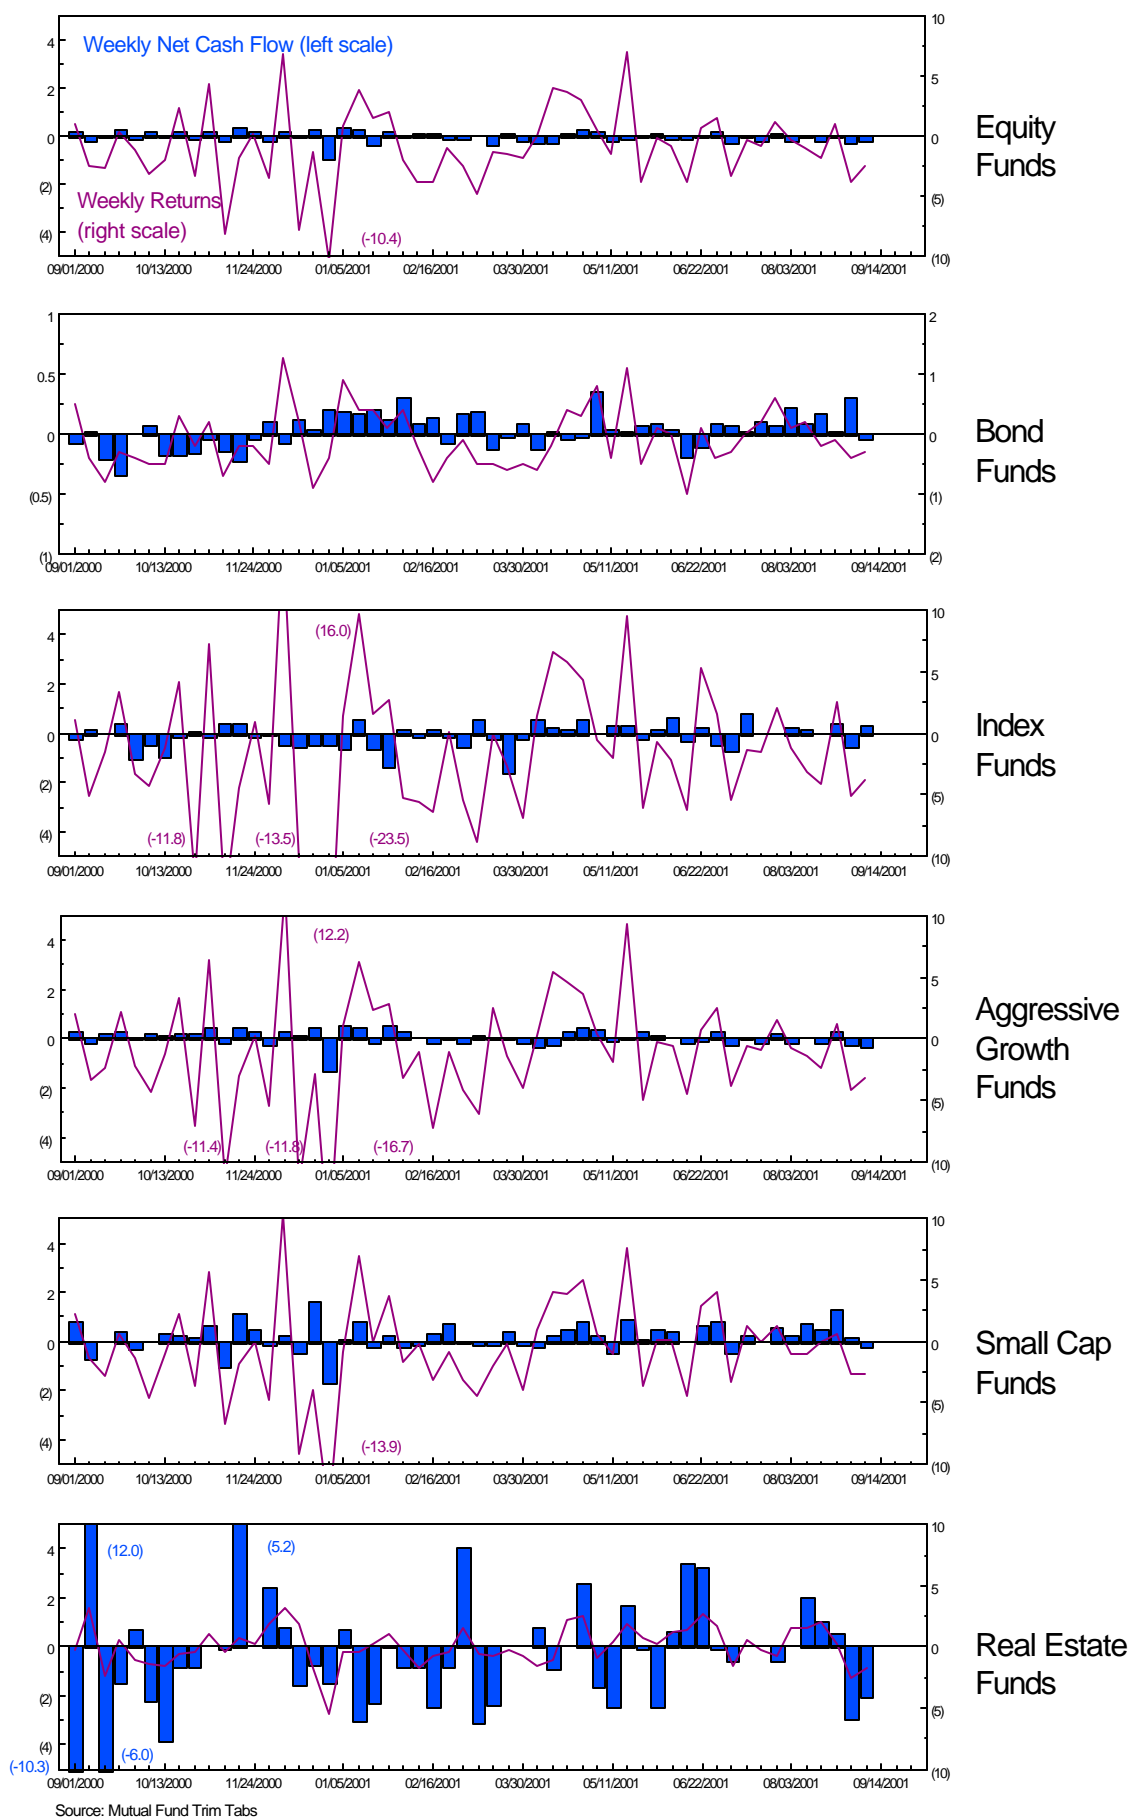 10
4
Weekly Net Cash Flow (left scale)
2
5
0
0
Equity
Funds
(2)
Weekly Returns
(right scale)
(5)
(4)
(-10.4)
(10)
09/01/2000 10/13/2000 11/24/2000 01/05/2001 02/16/2001 03/30/2001 05/11/2001 06/22/2001 08/03/2001 09/14/2001
1
2
0.5
1
0
0
Bond
Funds
(0.5)
(1)
(1)
(2)
09/01/2000 10/13/2000 11/24/2000 01/05/2001 02/16/2001 03/30/2001 05/11/2001 06/22/2001 08/03/2001 09/14/2001
10
4
(16.0)
2
5
0
0
Index
Funds
(2)
(5)
(4)
(-11.8) (-13.5) (-23.5)
(10)
09/01/2000 10/13/2000 11/24/2000 01/05/2001 02/16/2001 03/30/2001 05/11/2001 06/22/2001 08/03/2001 09/14/2001
10
4
(12.2)
2
5
0
0
Aggressive
Growth
Funds
(2)
(5)
(4)
(-11.4) (-11.8) (-16.7)
(10)
09/01/2000 10/13/2000 11/24/2000 01/05/2001 02/16/2001 03/30/2001 05/11/2001 06/22/2001 08/03/2001 09/14/2001
10
4
2
5
0
0
Small Cap
Funds
(2)
(5)
(4)
(-13.9)
(10)
09/01/2000 10/13/2000 11/24/2000 01/05/2001 02/16/2001 03/30/2001 05/11/2001 06/22/2001 08/03/2001 09/14/2001
10
4
(12.0) (5.2)
2
5
0
0
Real Estate
Funds
(2)
(5)
(4)
(-6.0)
(-10.3)
(10)
09/01/2000 10/13/2000 11/24/2000 01/05/2001 02/16/2001 03/30/2001 05/11/2001 06/22/2001 08/03/2001 09/14/2001
Source: Mutual Fund Trim Tabs